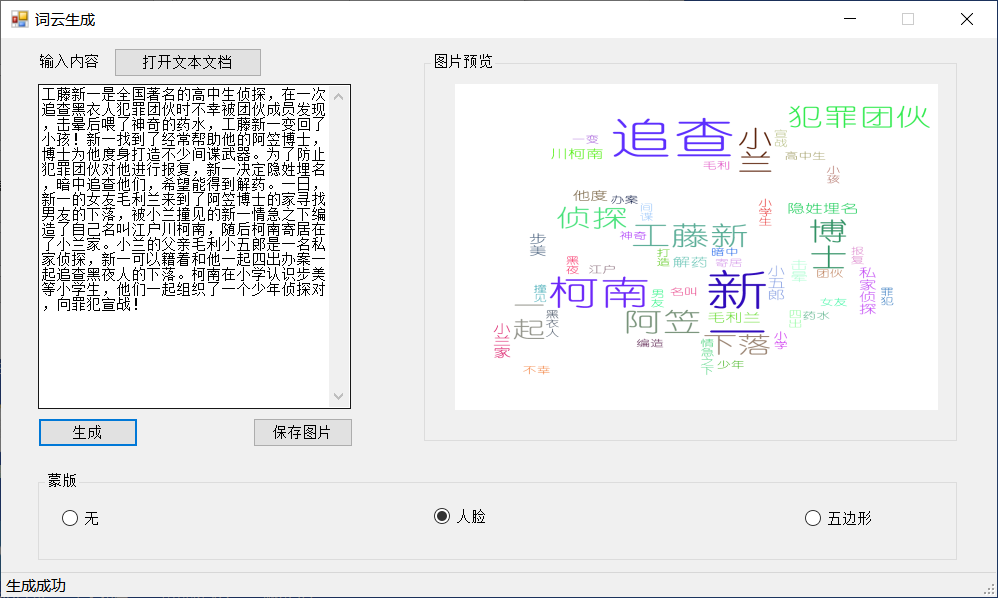 词云生成
输入内容
打开文本文档
工藤新一是全国著名的高中生侦探，在一次
追查黑衣人犯罪团伙时不幸被团伙成员发现
，击晕后喂了神奇的药水，工藤新一变回了
小孩！新一找到了经常帮助他的阿笠博士，
博士为他度身打造不少间谍武器。为了防止
犯罪团伙对他进行报复，新一决定隐姓埋名
，暗中追查他们，希望能得到解药。一日，
新一的女友毛利兰来到了阿笠博士的家寻找
男友的下落，被小兰撞见的新一情急之下编
造了自己名叫江户川柯南，随后柯南寄居在
了小兰家。小兰的父亲毛利小五郎是一名私
家侦探，新一可以籍着和他一起四出办案一
起追查黑衣人的下落。柯南在小学认识步美
等小学生，他们一起组织了一个少年侦探对
，向罪犯宣战！
生成
保存图片
图片预览
犯罪团伙
追查
小兰
宣战
一变
川柯南
毛利
高中生
小孩
他度
办案
侦探
间谍
小学生
隐姓埋名
神奇
工藤新一
博士
步美
打造
解药
暗中
寄居
报复
黑夜
江户
击晕
团伙
小五郎
私家侦探
柯南
撞见
男友
名叫
新一
女友
罪犯
黑衣人
阿笠
毛利兰
四出
药水
一起
小兰家
编造
下落
小学
情急之下
少年
不幸
蒙版
无
人脸
五边形
生成成功